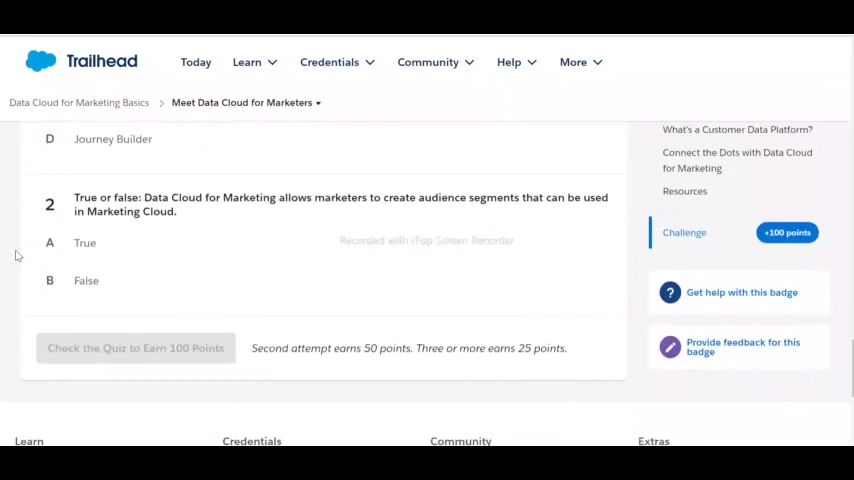 Trailhead
Today Learn Credentials Community Help More
Data Cloud for Marketing Basics > Meet Data Cloud for Marketers
D Journey Builder
2 True or false: Data Cloud for Marketing allows marketers to create audience segments that can be used
in Marketing Cloud.
A True
B False
Check the Quiz to Earn 100 Points
Second attempt earns 50 points. Three or more earns 25 points.
Recorded with iTop Screen Recorder
What's a Customer Data Platform?
Connect the Dots with Data Cloud
for Marketing
Resources
Challenge +100 points
? Get help with this badge
Provide feedback for this
badge
Learn Credentials Community Extras